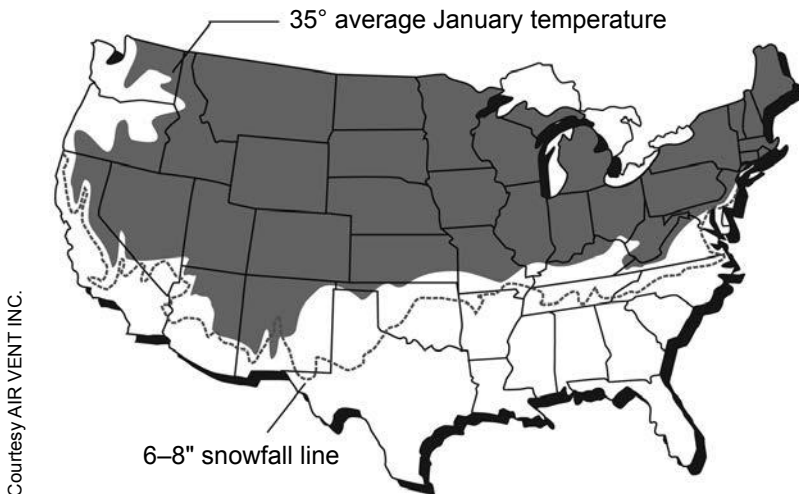 35° average January temperature
6–8" snowfall line
Courtesy AIR VENT INC.